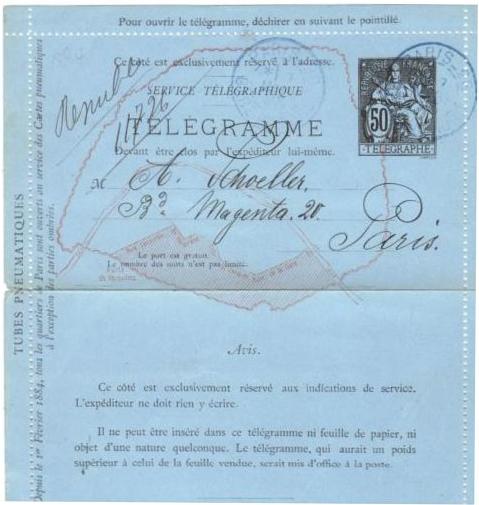 Pour ouvrir le télégramme, déchirer en suivant le pointillé.
Ce côté est exclusivement réservé à l'adresse.
SERVICE TÉLÉGRAPHIQUE
TÉLÉGRAMME
Devant être clos par l'expéditeur lui-même.
RÉPUBLIQUE FRANÇAISE
50
TÉLÉGRAPHE
PARIS
M A. Schoeller.
Bd Magenta. 20.
Paris.
Le port est gratuit.
Le nombre des mots n'est pas limité.
TUBES PNEUMATIQUES
Depuis le 1er Février 1884, tous les quartiers de Paris sont ouverts au service des Cartes pneumatiques
à l'exception des parties ombrées.
Avis.
Ce côté est exclusivement réservé aux indications de service.
L'expéditeur ne doit rien y écrire.
Il ne peut être inséré dans ce télégramme ni feuille de papier, ni
objet d'une nature quelconque. Le télégramme, qui aurait un poids
supérieur à celui de la feuille vendue, serait mis d'office à la poste.